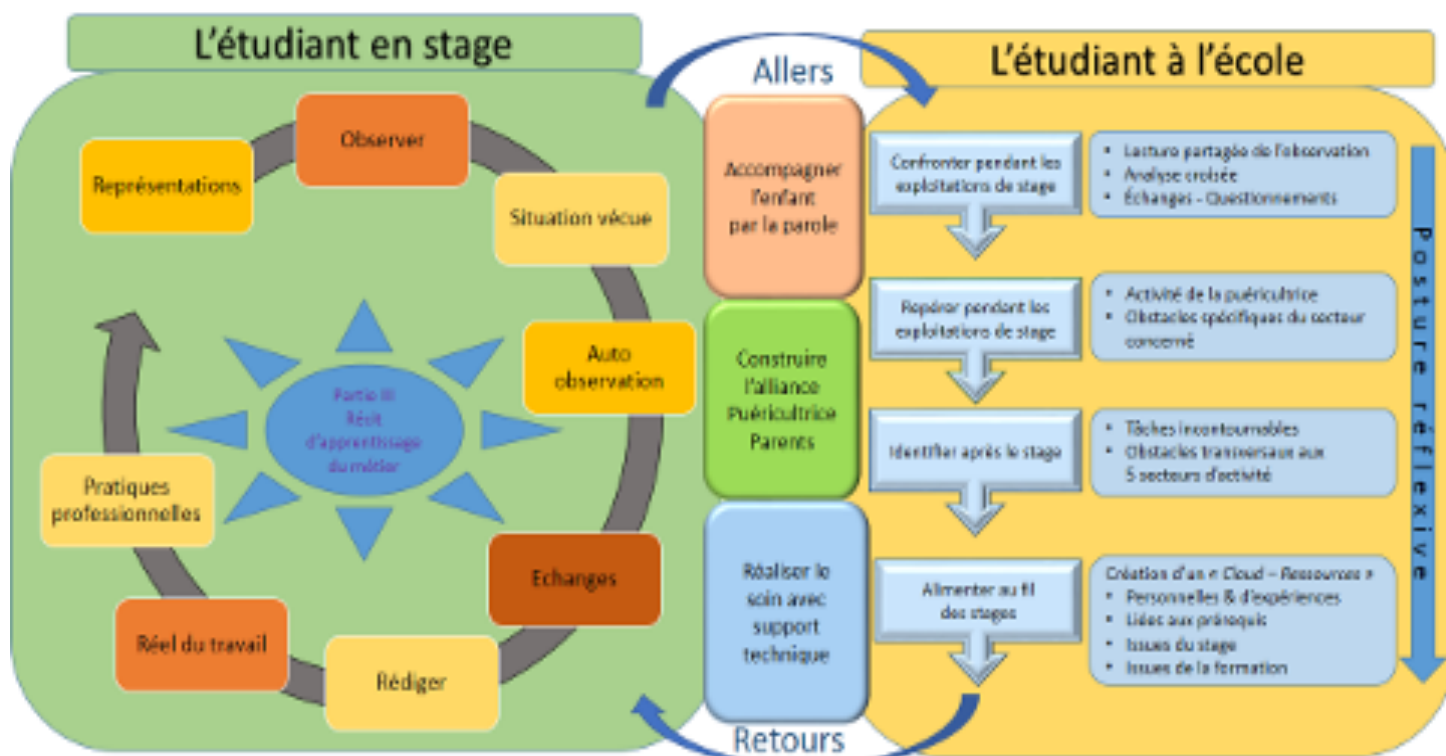 L'étudiant en stage
Représentations
Observer
Situation vécue
Auto
observation
Echanges
Rédiger
Réel du travail
Pratiques
professionnelles
Partie III
Récit
d'apprentissage
du métier
Allers
Accompagner
l'enfant
par la parole
Construire
l'alliance
Puéricultrice
Parents
Réaliser le
soin avec
support
technique
Retours
L'étudiant à l'école
Confronter pendant les
exploitations de stage
• Lecture partagée de l'observation
• Analyse croisée
• Échanges - Questionnements
Repérer pendant les
exploitations de stage
• Activité de la puéricultrice
• Obstacles spécifiques du secteur
concerné
Identifier après le stage
• Tâches incontournables
• Obstacles transversaux aux
5 secteurs d'activité
Alimenter au fil
des stages
Création d'un « Cloud – Ressources »
• Personnelles & d'expériences
• Liées aux prérequis
• Issues du stage
• Issues de la formation
Posture réflexive